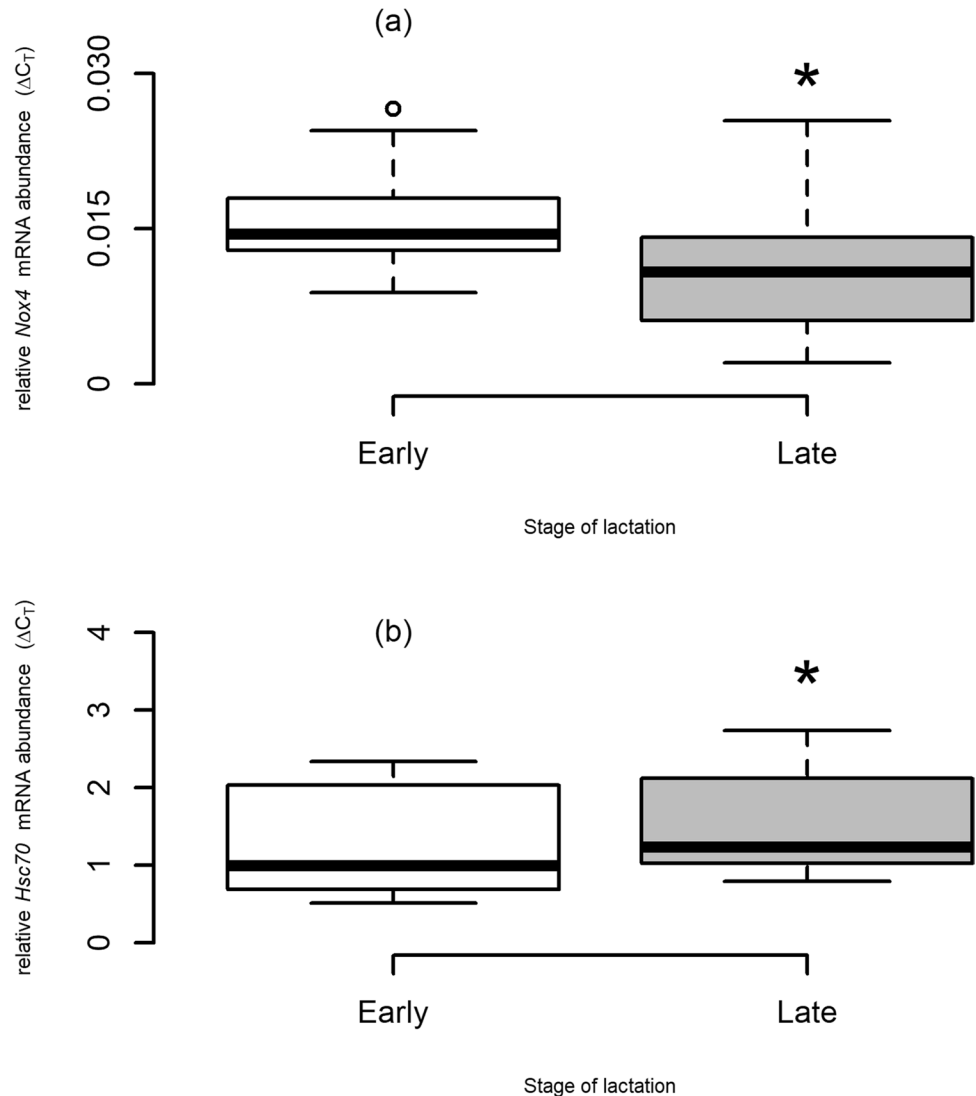 (a)
relative Nox4 mRNA abundance (ΔCT)
0.030
0.015
0
*
Early Late
Stage of lactation
(b)
relative Hsc70 mRNA abundance (ΔCT)
4
3
2
1
0
*
Early Late
Stage of lactation